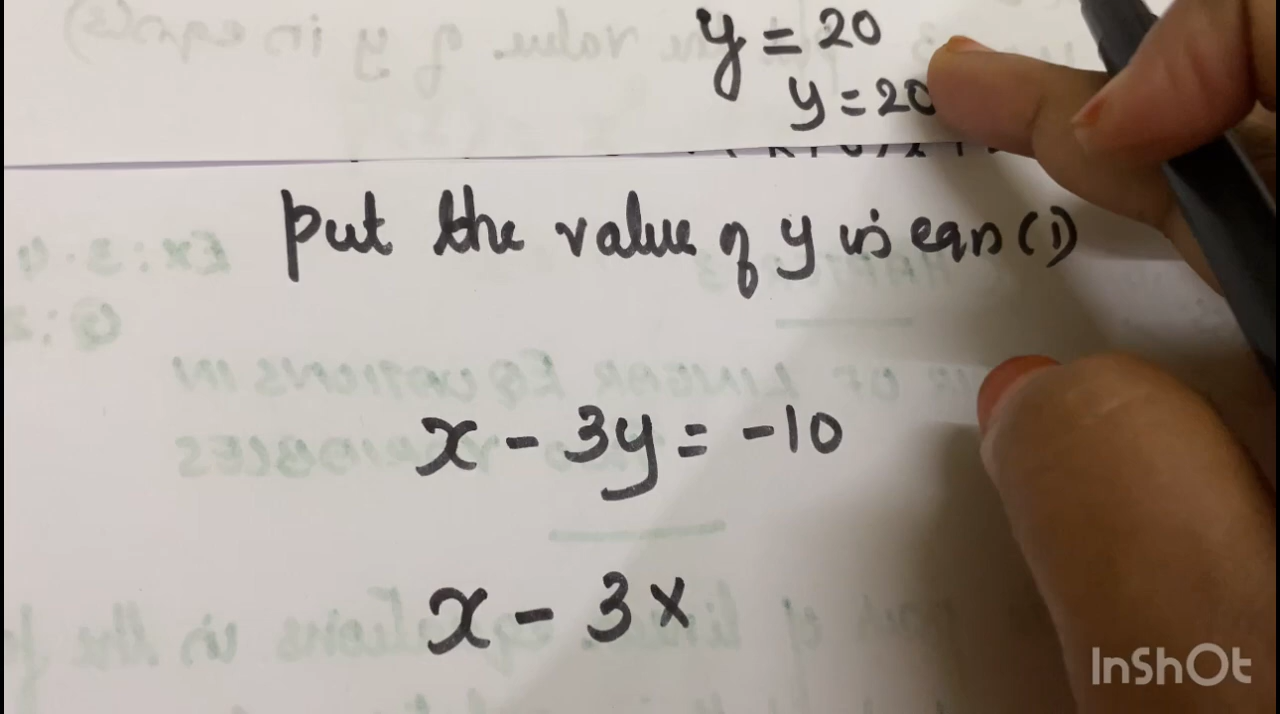 y = 20
y = 20
put the value of y in eqn (1)
x - 3y = -10
x - 3 ×
InShOt